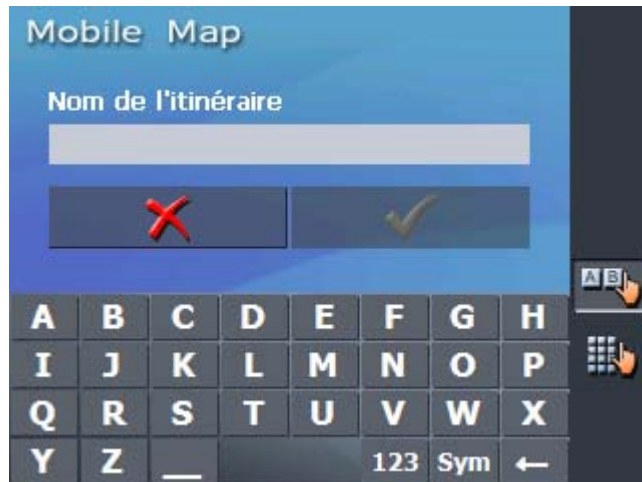 Mobile Map
Nom de l'itinéraire
A B
A B C D E F G H
I J K L M N O P
Q R S T U V W X
Y Z _ 123 Sym ←